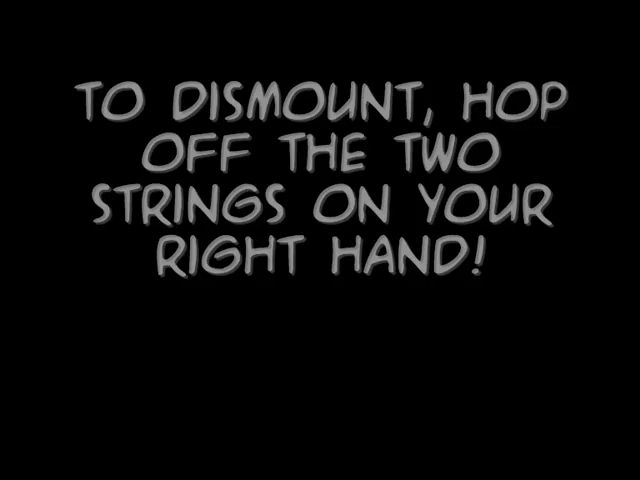 TO DISMOUNT, HOP
OFF THE TWO
STRINGS ON YOUR
RIGHT HAND!